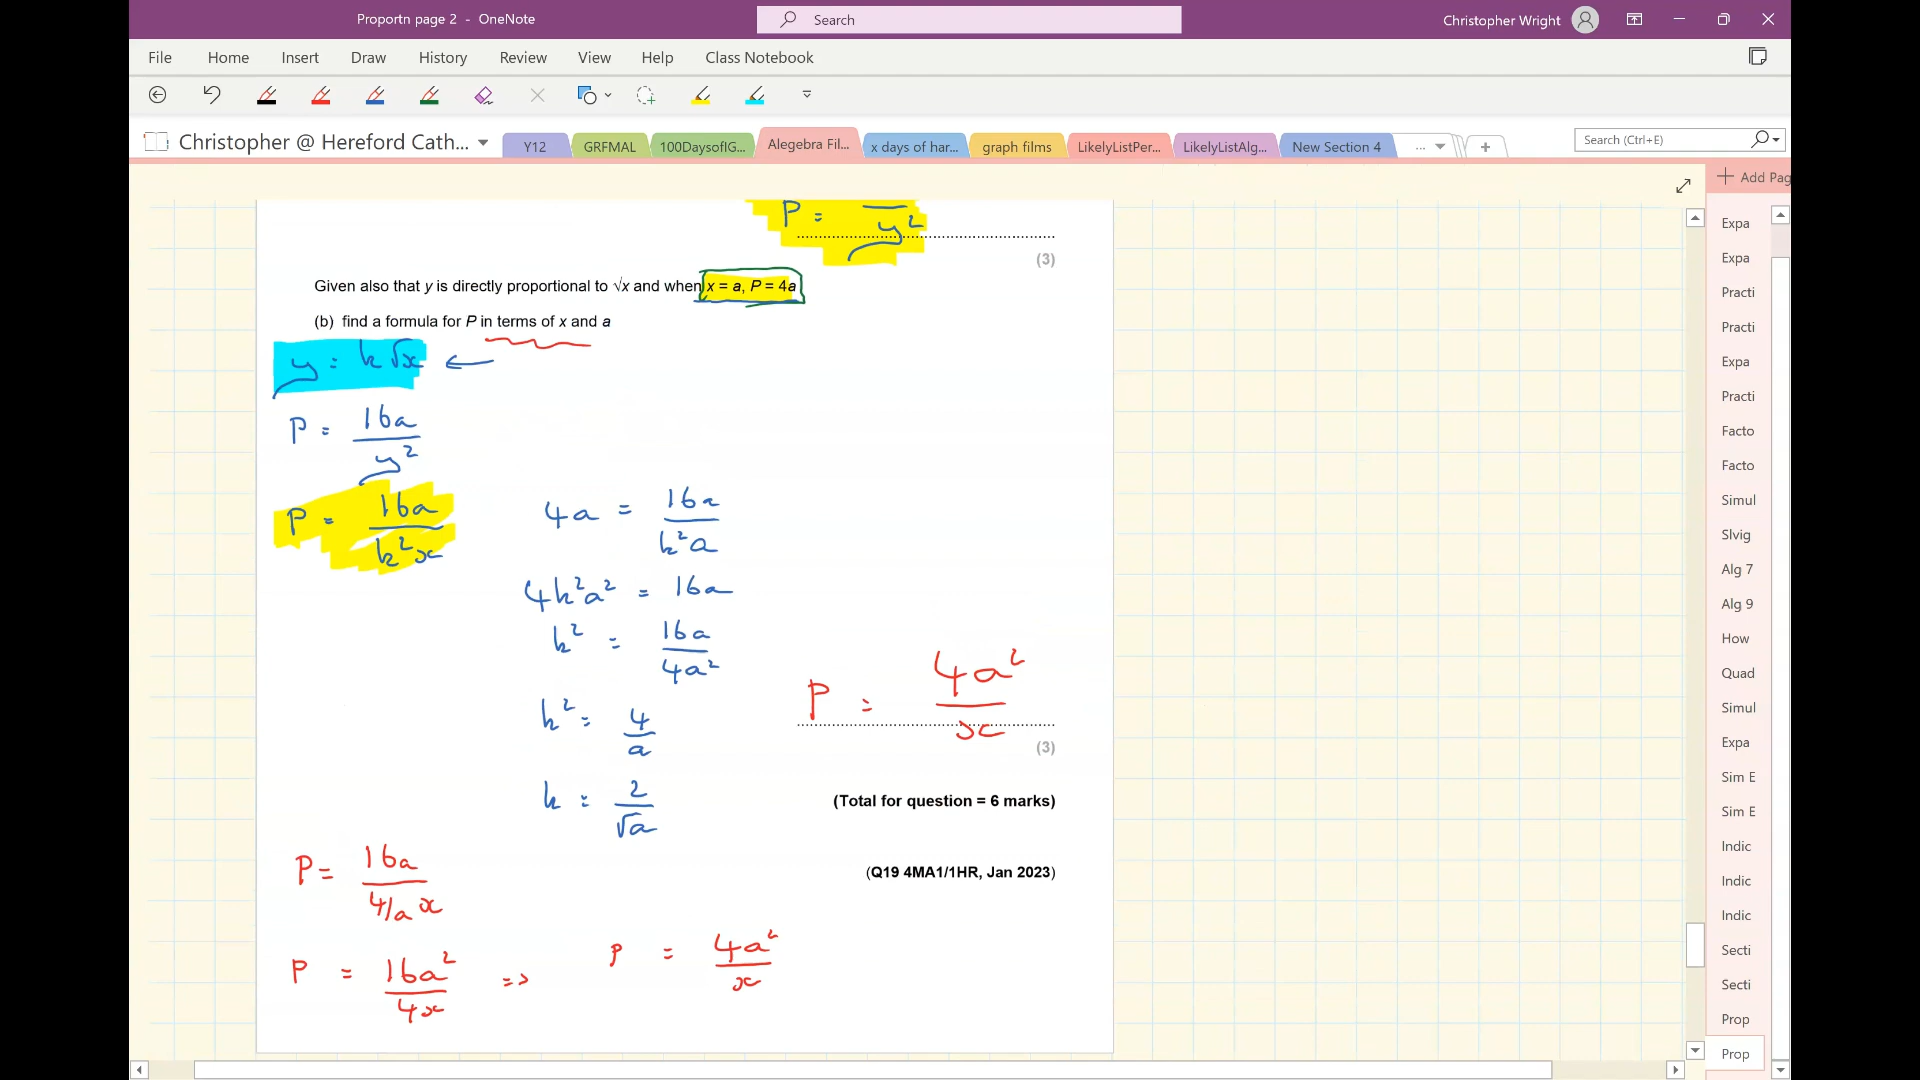 Proportn page 2 - OneNote
Search
Christopher Wright
File Home Insert Draw History Review View Help Class Notebook
Christopher @ Hereford Cath...
Y12 GRFMAL 100DaysofIG... Alegebra Fil... x days of har... graph films LikelyListPer... LikelyListAlg... New Section 4 ...
Search (Ctrl+E)
Add Pag
P = y²
(3)
Given also that y is directly proportional to √x and when x = a, P = 4a
(b) find a formula for P in terms of x and a
y = k√x
P = 16a / y²
P = 16a / k²x
4a = 16a / k²a
4k²a² = 16a
k² = 16a / 4a²
k² = 4 / a
k = 2 / √a
P = 4a² / x
(3)
(Total for question = 6 marks)
(Q19 4MA1/1HR, Jan 2023)
P = 16a / 4/a x
P = 16a² / 4x => P = 4a² / x
Expa
Expa
Practi
Practi
Expa
Practi
Facto
Facto
Simul
Slvig
Alg 7
Alg 9
How
Quad
Simul
Expa
Sim E
Sim E
Indic
Indic
Indic
Secti
Secti
Prop
Prop